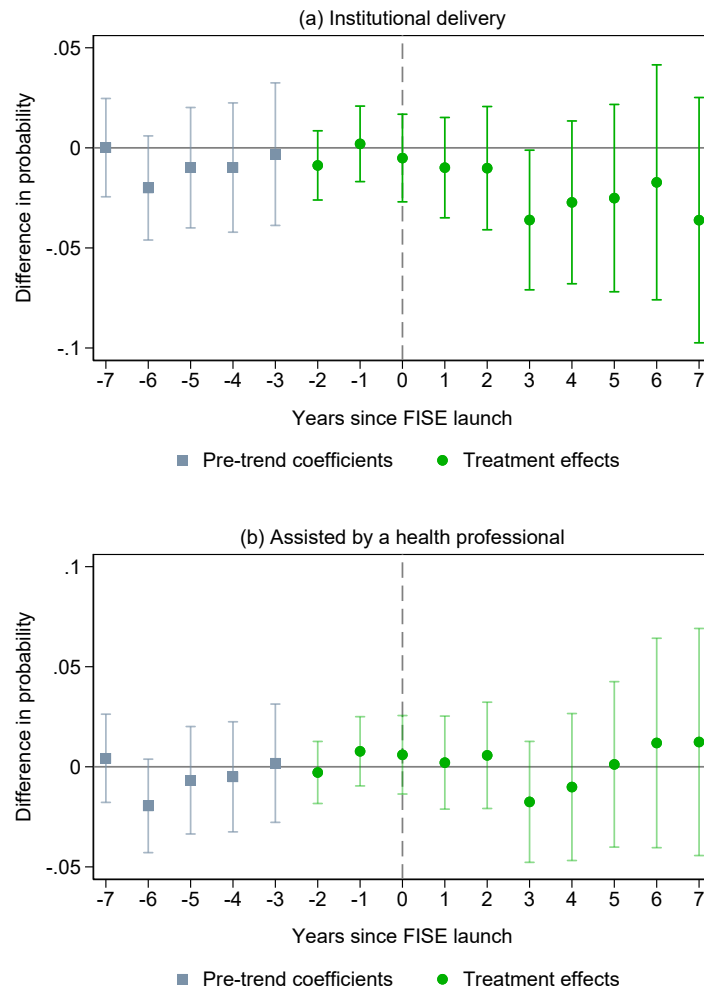 (a) Institutional delivery
.05
0
-.05
-.1
Difference in probability
-7 -6 -5 -4 -3 -2 -1 0 1 2 3 4 5 6 7
Years since FISE launch
Pre-trend coefficients Treatment effects
(b) Assisted by a health professional
.1
.05
0
-.05
Difference in probability
-7 -6 -5 -4 -3 -2 -1 0 1 2 3 4 5 6 7
Years since FISE launch
Pre-trend coefficients Treatment effects